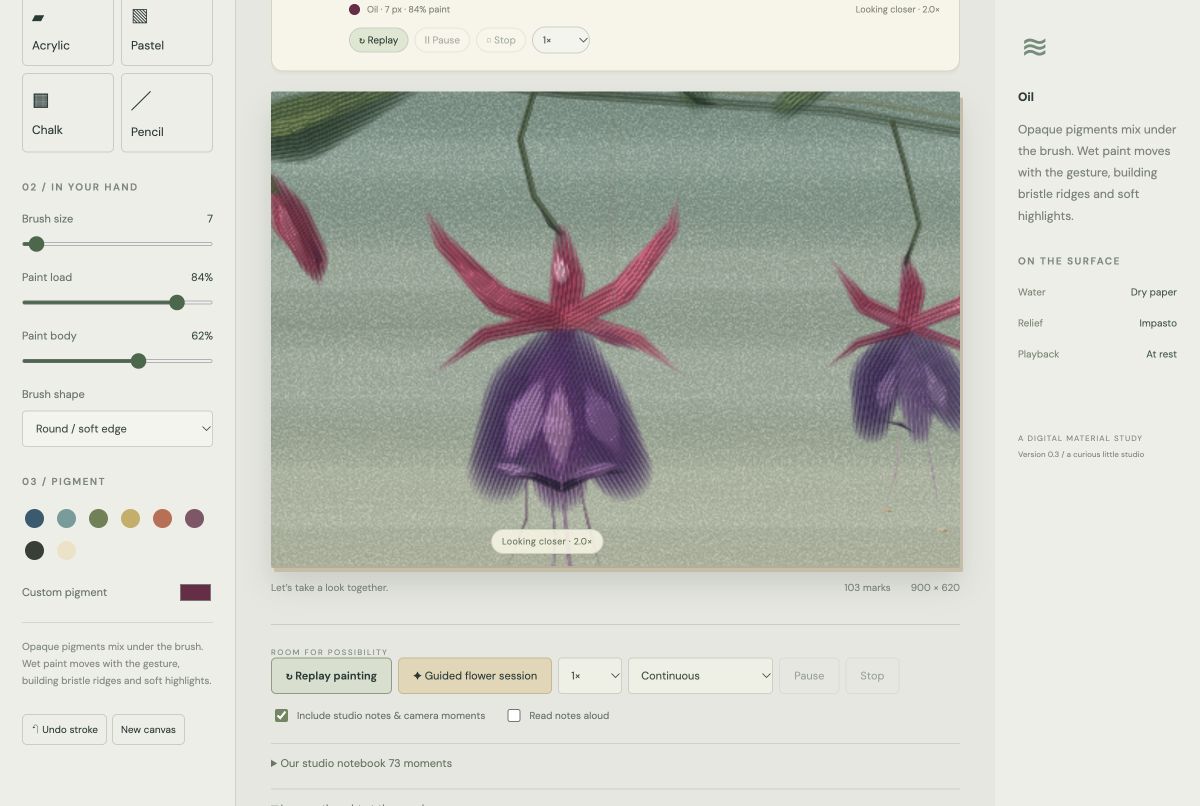 Acrylic
Pastel
Chalk
Pencil
02 / IN YOUR HAND
Brush size 7
Paint load 84%
Paint body 62%
Brush shape
Round / soft edge
03 / PIGMENT
Custom pigment
Opaque pigments mix under the brush.
Wet paint moves with the gesture,
building bristle ridges and soft highlights.
Undo stroke
New canvas
Oil · 7 px · 84% paint
Looking closer · 2.0×
↻ Replay
II Pause
Stop
1×
Looking closer · 2.0×
Let's take a look together.
103 marks 900 × 620
ROOM FOR POSSIBILITY
↻ Replay painting
✦ Guided flower session
1×
Continuous
Pause
Stop
Include studio notes & camera moments
Read notes aloud
▶ Our studio notebook 73 moments
Oil
Opaque pigments mix under
the brush. Wet paint moves
with the gesture, building
bristle ridges and soft
highlights.
ON THE SURFACE
Water Dry paper
Relief Impasto
Playback At rest
A DIGITAL MATERIAL STUDY
Version 0.3 / a curious little studio